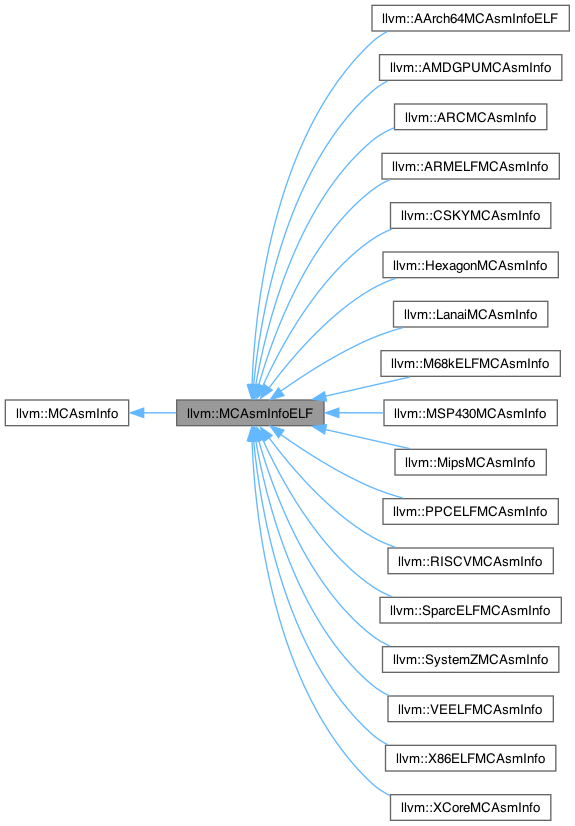 llvm::AArch64MCAsmInfoELF
llvm::AMDGPUMCAsmInfo
llvm::ARCMCAsmInfo
llvm::ARMELFMCAsmInfo
llvm::CSKYMCAsmInfo
llvm::HexagonMCAsmInfo
llvm::LanaiMCAsmInfo
llvm::M68kELFMCAsmInfo
llvm::MCAsmInfo
llvm::MCAsmInfoELF
llvm::MSP430MCAsmInfo
llvm::MipsMCAsmInfo
llvm::PPCELFMCAsmInfo
llvm::RISCVMCAsmInfo
llvm::SparcELFMCAsmInfo
llvm::SystemZMCAsmInfo
llvm::VEELFMCAsmInfo
llvm::X86ELFMCAsmInfo
llvm::XCoreMCAsmInfo